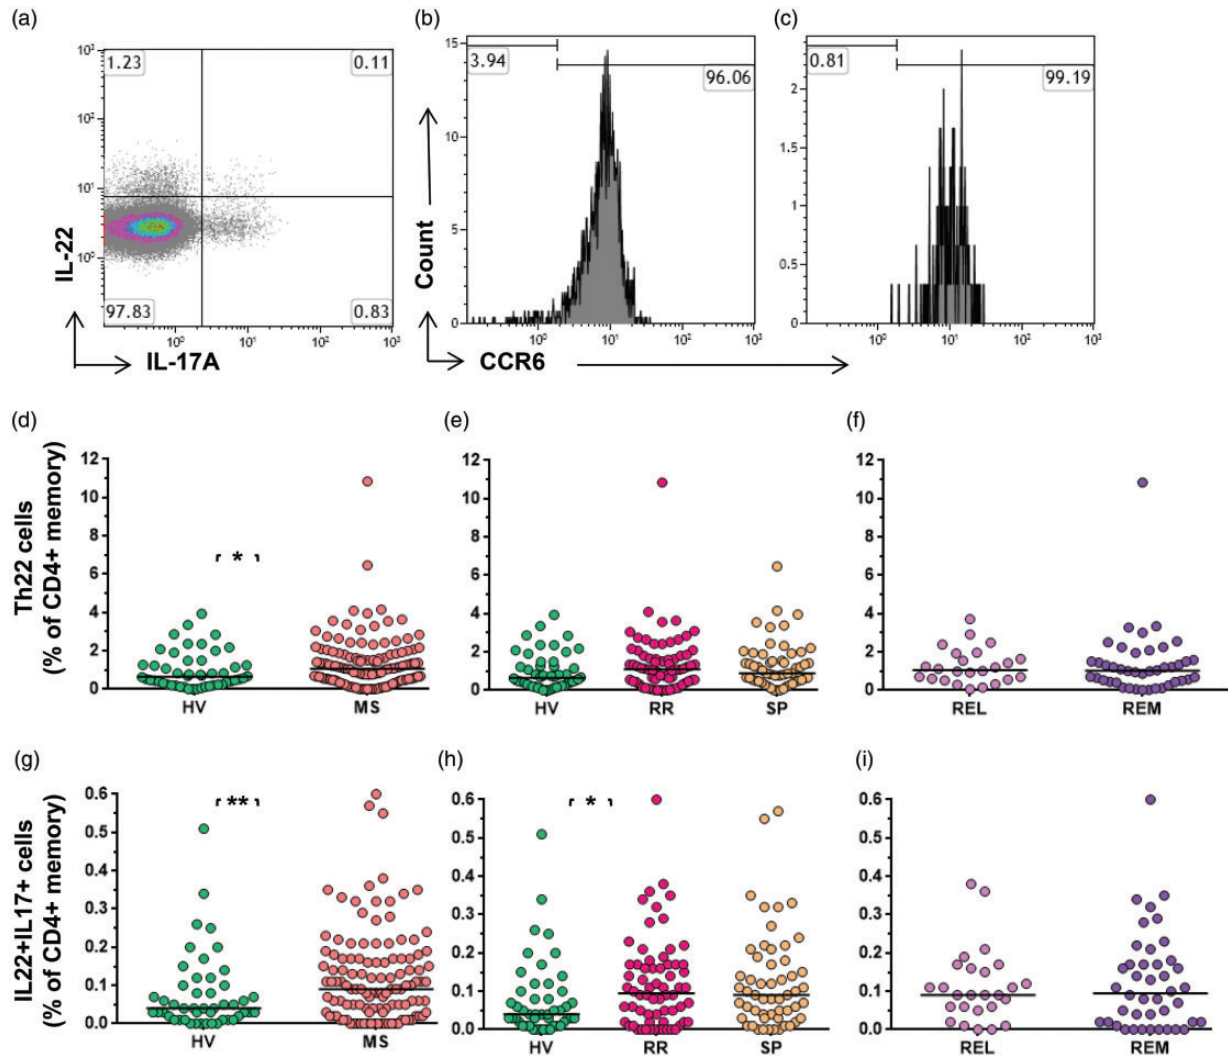 (a) (b) (c)
10³ 1.23 0.11
10²
10¹
10⁰
97.83 0.83
10⁰ 10¹ 10² 10³
IL-22
IL-17A
15 3.94 96.06
10
5
0
10⁰ 10¹ 10² 10³
Count
CCR6
0.81 99.19
2
1.5
1
0.5
0
10⁰ 10¹ 10² 10³
(d) (e) (f)
Th22 cells
(% of CD4+ memory)
12 12 12
10 10 10
8 8 8
6 * 6 6
4 4 4
2 2 2
0 0 0
HV MS HV RR SP REL REM
(g) (h) (i)
IL22+IL17+ cells
(% of CD4+ memory)
0.6 ** 0.6 * 0.6
0.5 0.5 0.5
0.4 0.4 0.4
0.3 0.3 0.3
0.2 0.2 0.2
0.1 0.1 0.1
0.0 0.0 0.0
HV MS HV RR SP REL REM